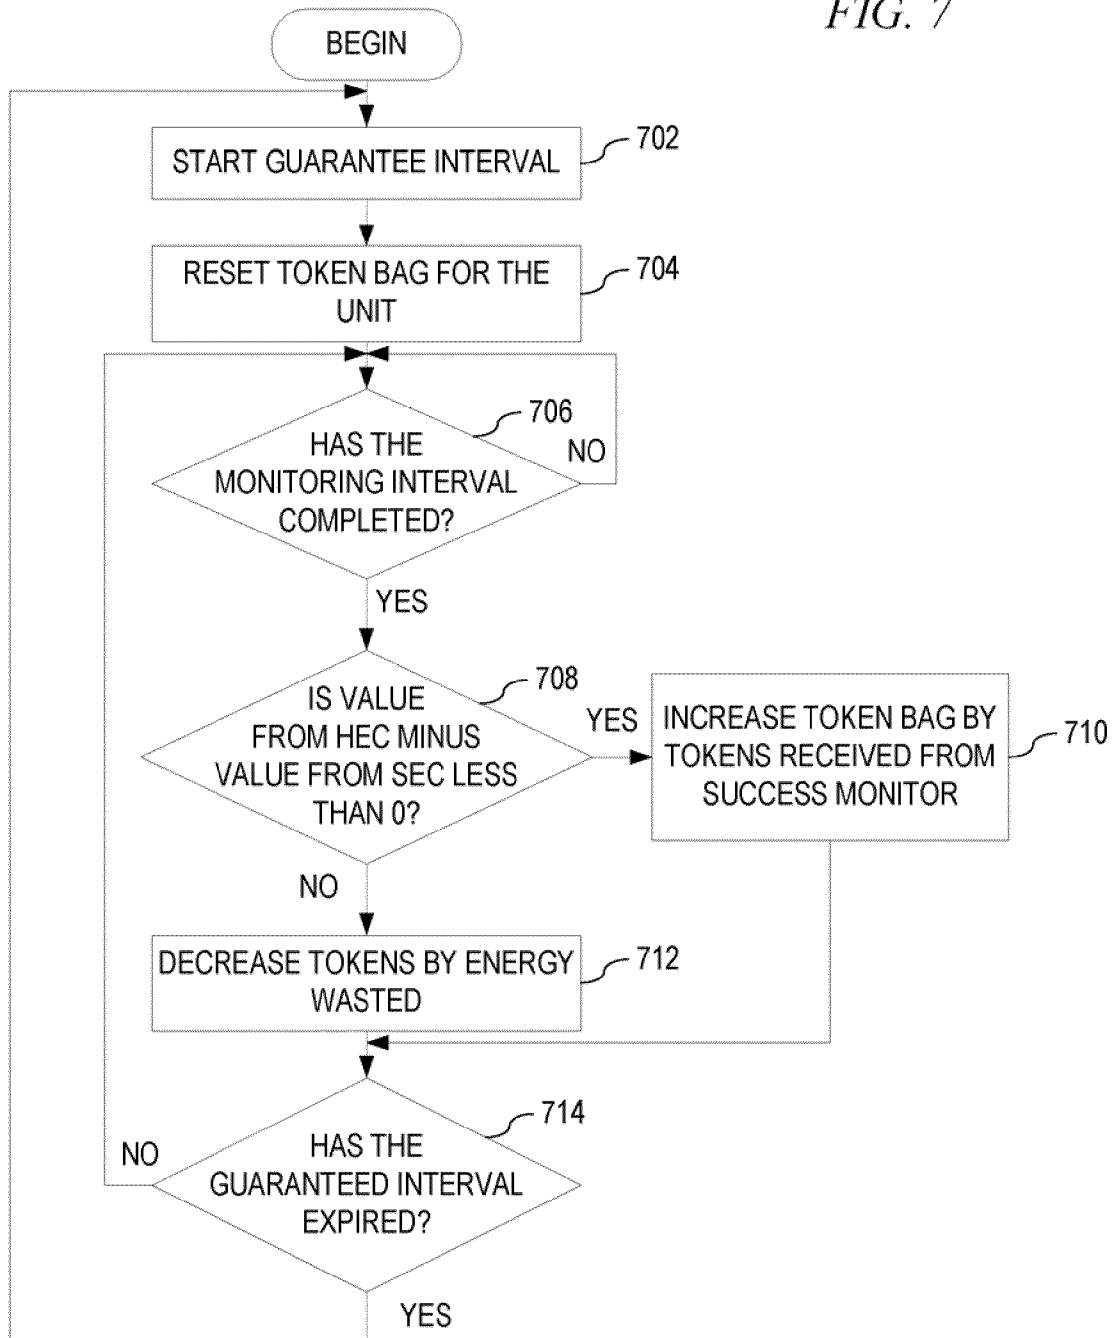 FIG. 7
BEGIN
702
START GUARANTEE INTERVAL
704
RESET TOKEN BAG FOR THE
UNIT
706
HAS THE
MONITORING INTERVAL
COMPLETED?
NO
YES
708
IS VALUE
FROM HEC MINUS
VALUE FROM SEC LESS
THAN 0?
YES
INCREASE TOKEN BAG BY
TOKENS RECEIVED FROM
SUCCESS MONITOR
710
NO
DECREASE TOKENS BY ENERGY
WASTED
712
714
NO
HAS THE
GUARANTEED INTERVAL
EXPIRED?
YES